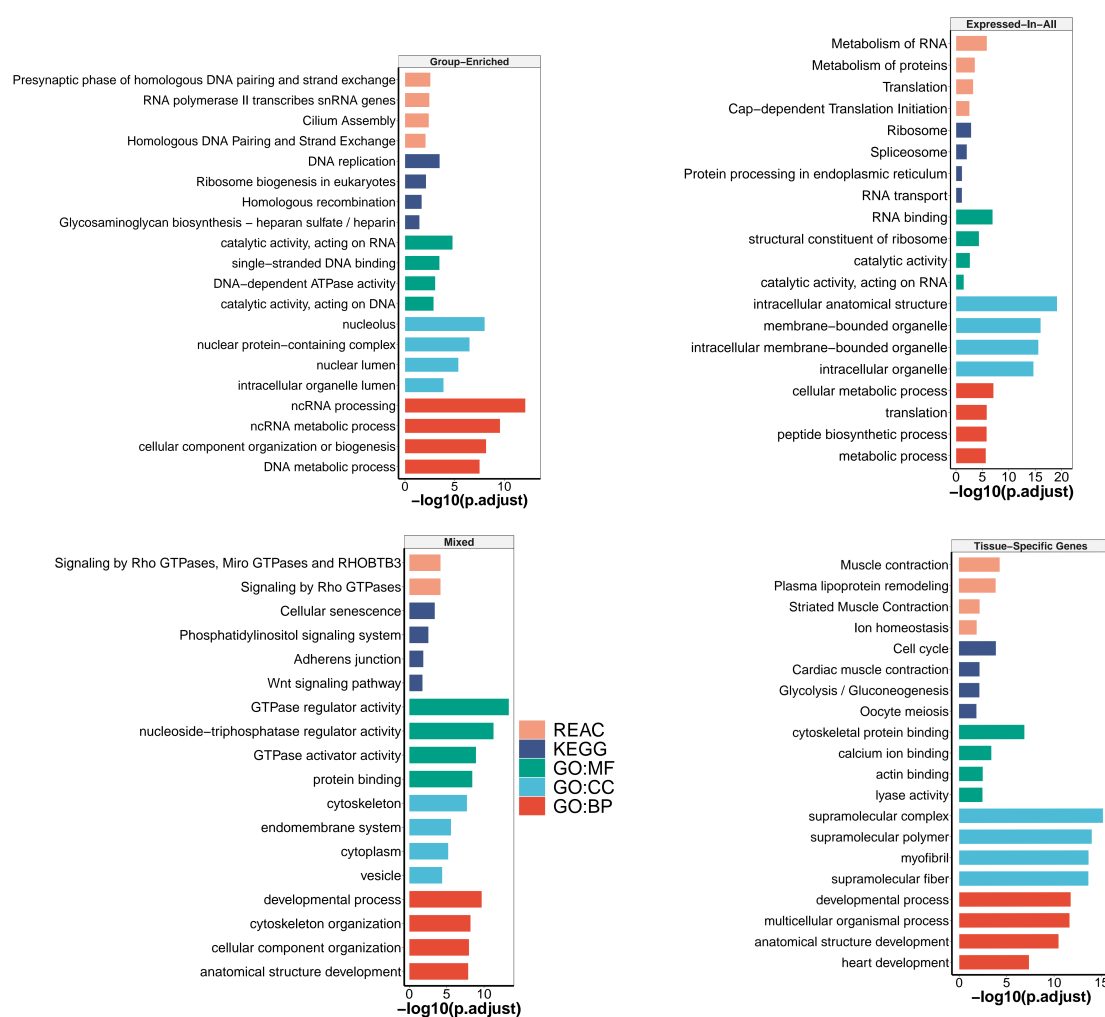 Group−Enriched
Presynaptic phase of homologous DNA pairing and strand exchange
RNA polymerase II transcribes snRNA genes
Cilium Assembly
Homologous DNA Pairing and Strand Exchange
DNA replication
Ribosome biogenesis in eukaryotes
Homologous recombination
Glycosaminoglycan biosynthesis − heparan sulfate / heparin
catalytic activity, acting on RNA
single−stranded DNA binding
DNA−dependent ATPase activity
catalytic activity, acting on DNA
nucleolus
nuclear protein−containing complex
nuclear lumen
intracellular organelle lumen
ncRNA processing
ncRNA metabolic process
cellular component organization or biogenesis
DNA metabolic process
0 5 10
−log10(p.adjust)
Expressed−In−All
Metabolism of RNA
Metabolism of proteins
Translation
Cap−dependent Translation Initiation
Ribosome
Spliceosome
Protein processing in endoplasmic reticulum
RNA transport
RNA binding
structural constituent of ribosome
catalytic activity
catalytic activity, acting on RNA
intracellular anatomical structure
membrane−bounded organelle
intracellular membrane−bounded organelle
intracellular organelle
cellular metabolic process
translation
peptide biosynthetic process
metabolic process
0 5 10 15 20
−log10(p.adjust)
Mixed
Signaling by Rho GTPases, Miro GTPases and RHOBTB3
Signaling by Rho GTPases
Cellular senescence
Phosphatidylinositol signaling system
Adherens junction
Wnt signaling pathway
GTPase regulator activity
nucleoside−triphosphatase regulator activity
GTPase activator activity
protein binding
cytoskeleton
endomembrane system
cytoplasm
vesicle
developmental process
cytoskeleton organization
cellular component organization
anatomical structure development
0 5 10
−log10(p.adjust)
REAC
KEGG
GO:MF
GO:CC
GO:BP
Tissue−Specific Genes
Muscle contraction
Plasma lipoprotein remodeling
Striated Muscle Contraction
Ion homeostasis
Cell cycle
Cardiac muscle contraction
Glycolysis / Gluconeogenesis
Oocyte meiosis
cytoskeletal protein binding
calcium ion binding
actin binding
lyase activity
supramolecular complex
supramolecular polymer
myofibril
supramolecular fiber
developmental process
multicellular organismal process
anatomical structure development
heart development
0 5 10 15
−log10(p.adjust)